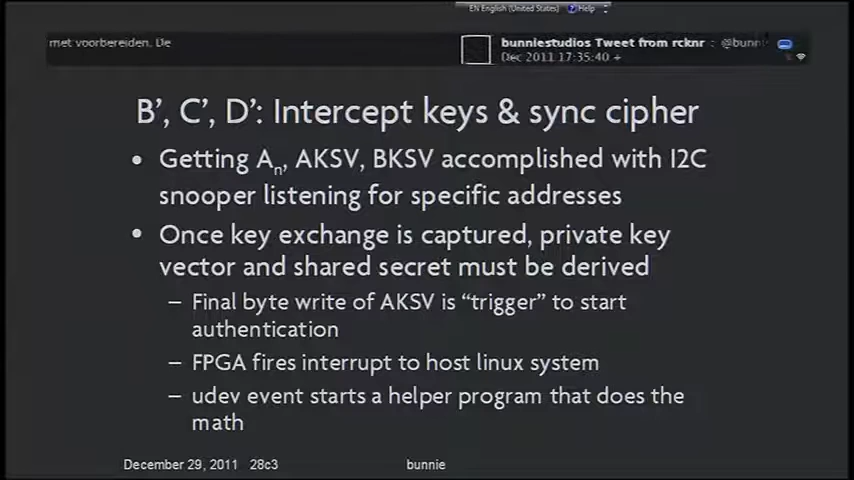 EN English (United States) ? Help
met voorbereiden. De
bunniestudios Tweet from rcknr : @bunn
Dec 2011 17:35:40 +
B’, C’, D’: Intercept keys & sync cipher
• Getting An, AKSV, BKSV accomplished with I2C
snooper listening for specific addresses
• Once key exchange is captured, private key
vector and shared secret must be derived
– Final byte write of AKSV is “trigger” to start
authentication
– FPGA fires interrupt to host linux system
– udev event starts a helper program that does the
math
December 29, 2011 28c3 bunnie